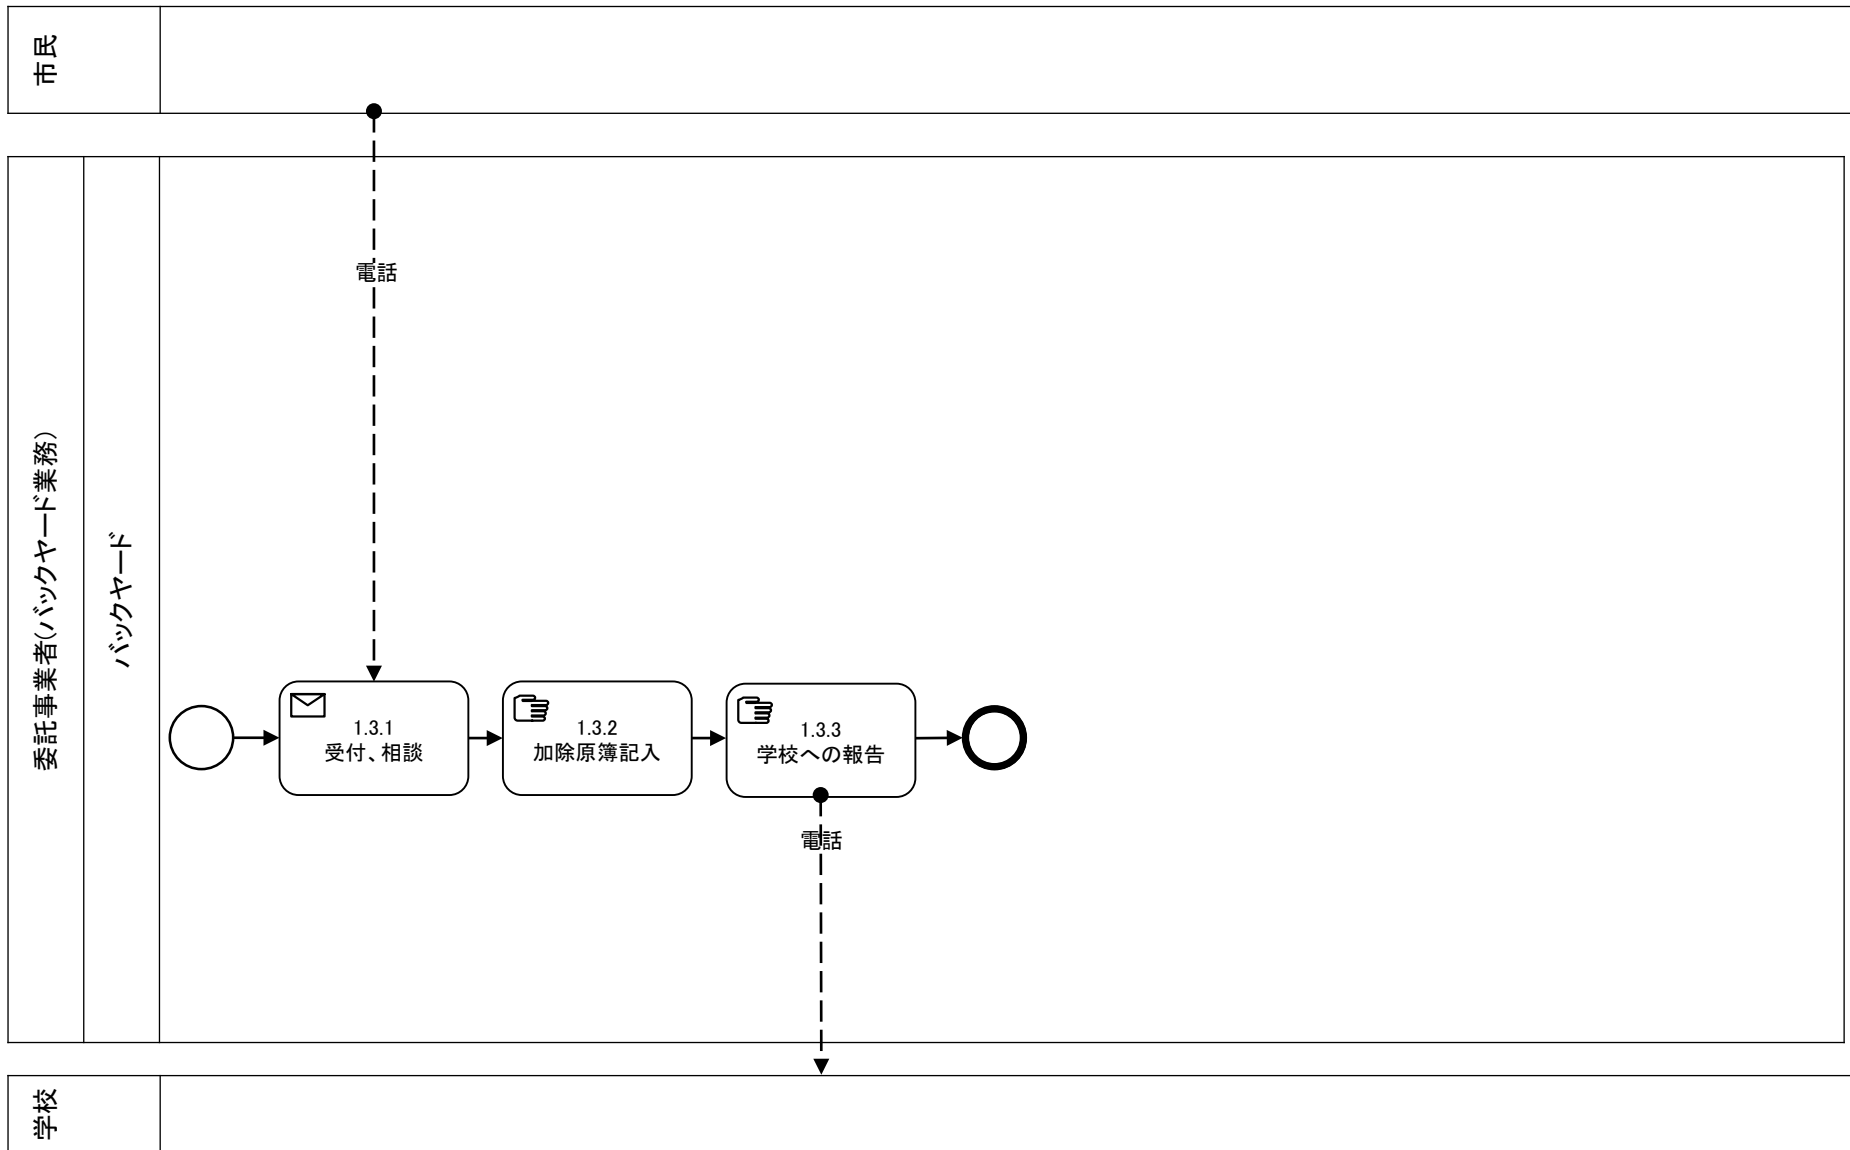 市民
電話
委託事業者(バックヤード業務)
バックヤード
1.3.1
受付、相談
1.3.2
加除原簿記入
1.3.3
学校への報告
電話
学校